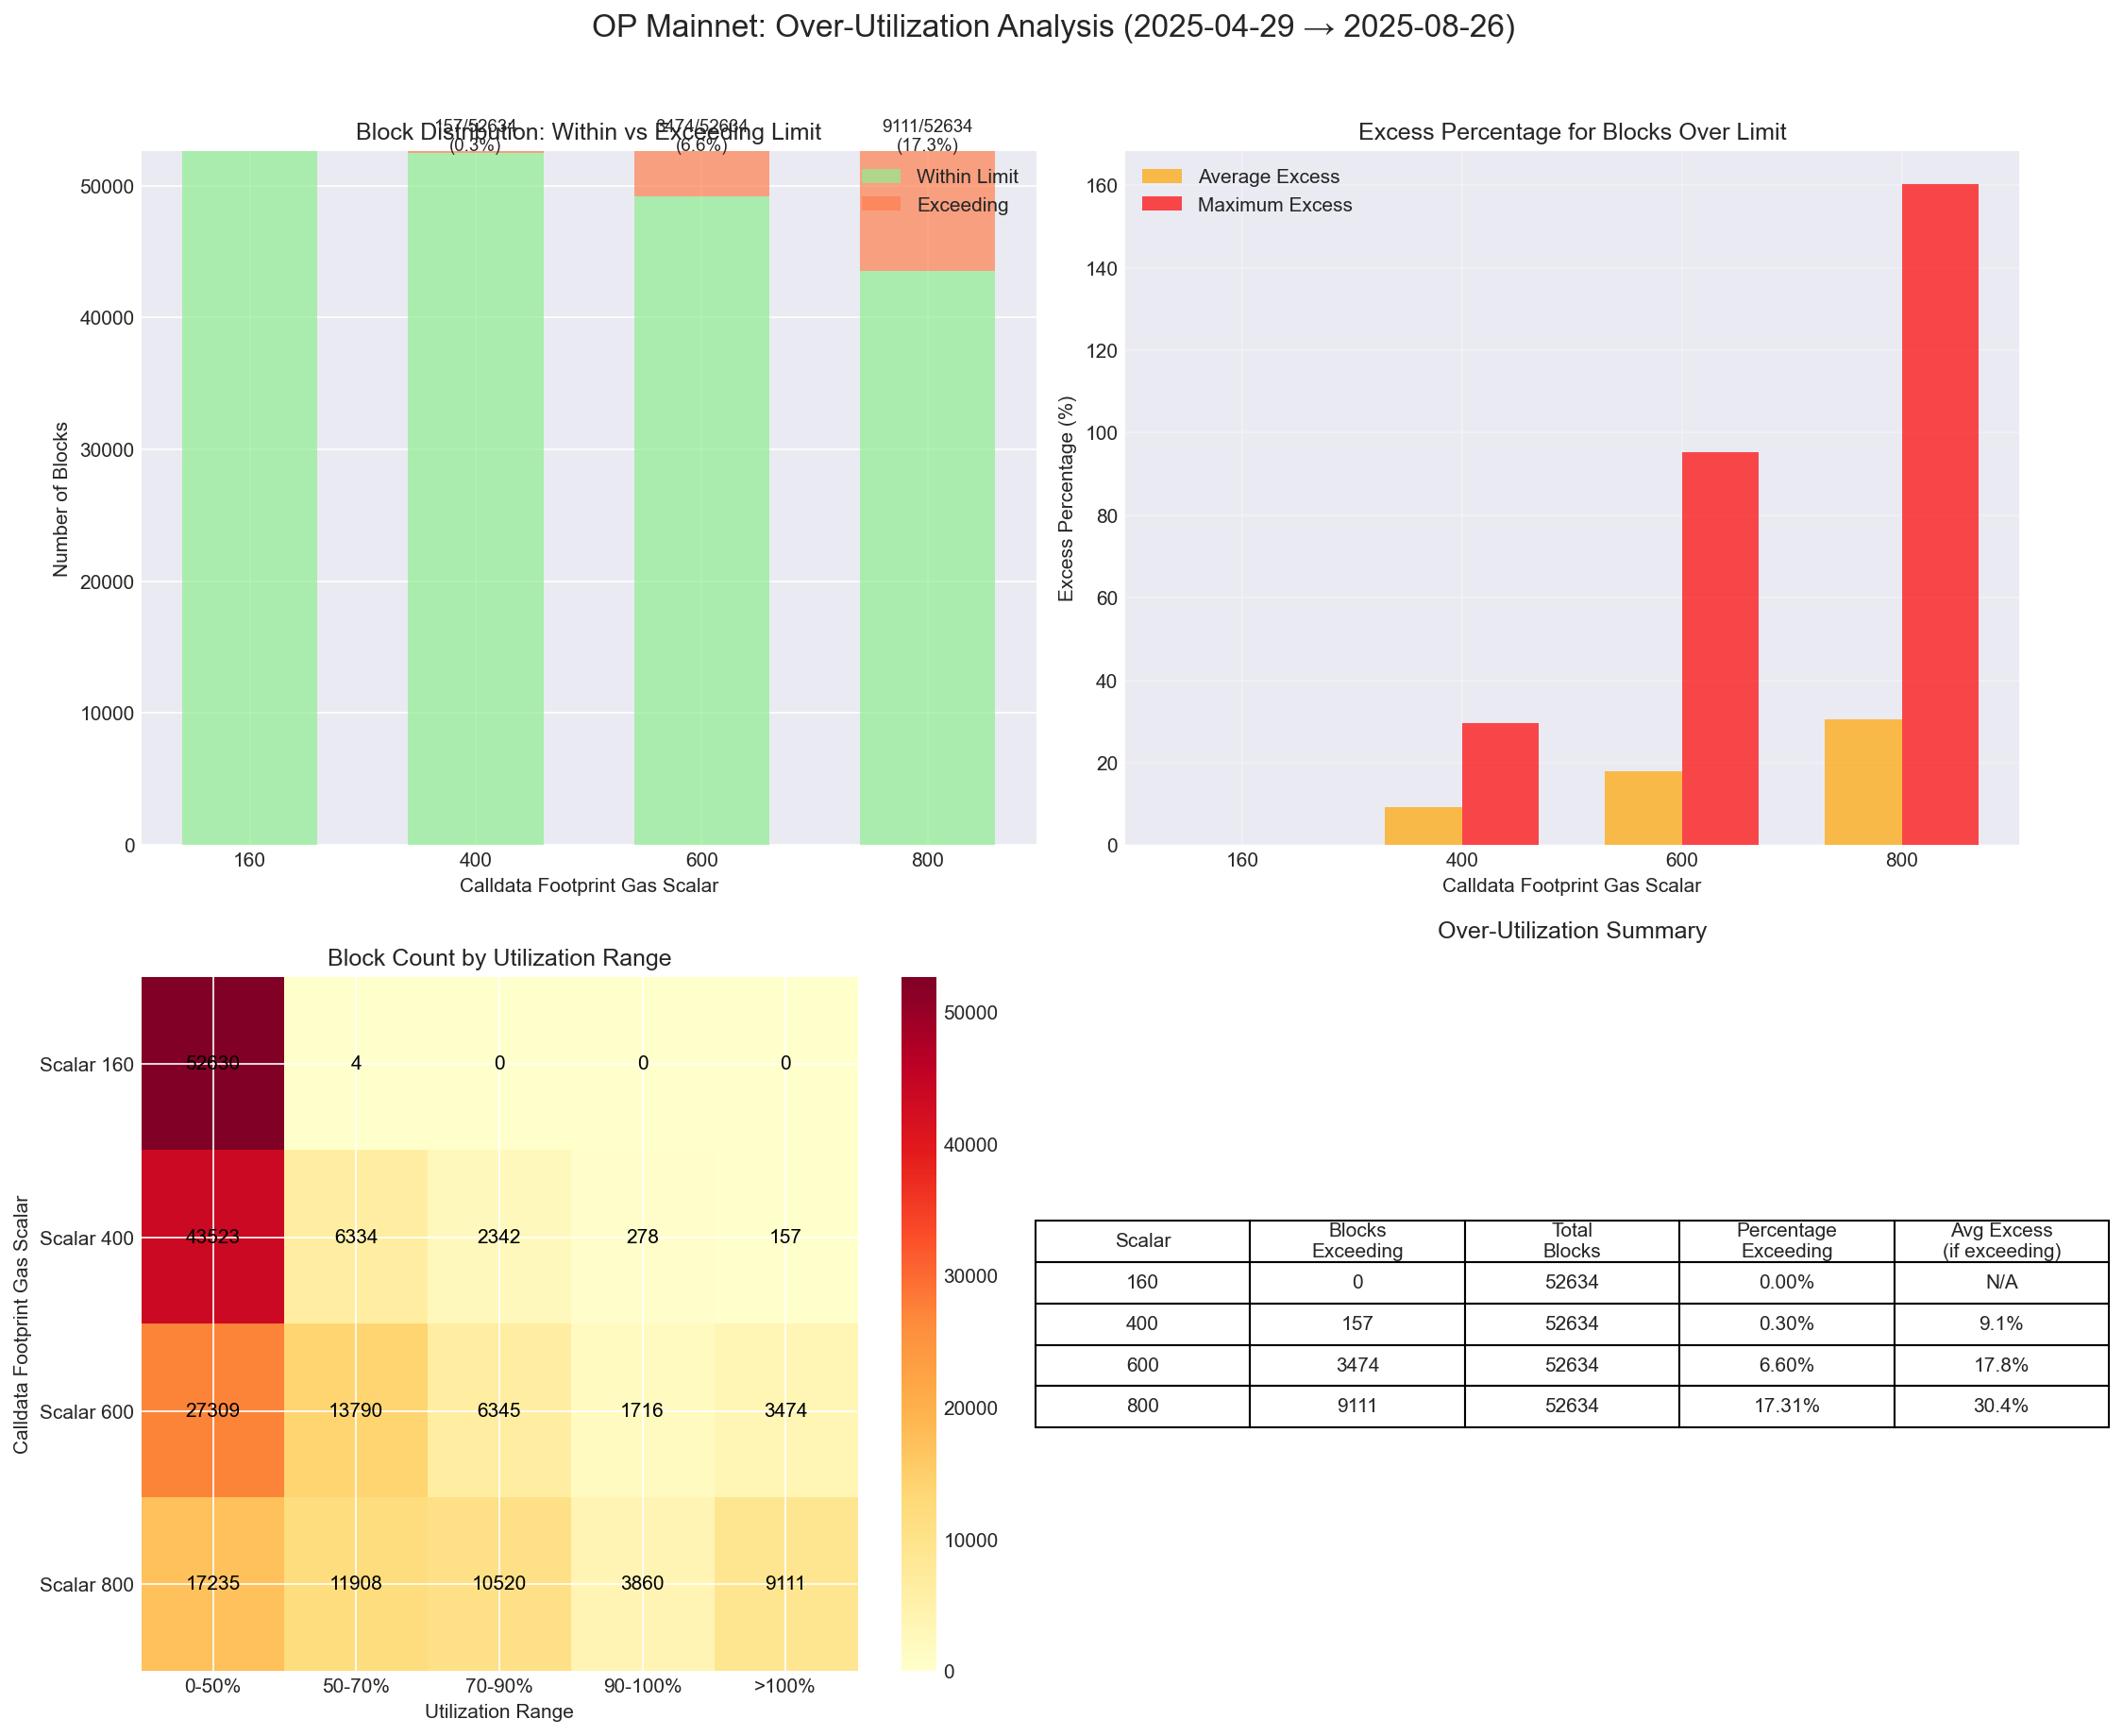 OP Mainnet: Over-Utilization Analysis (2025-04-29 → 2025-08-26)
Block Distribution: Within vs Exceeding Limit
157/52634
(0.3%)
3474/52634
(6.6%)
9111/52634
(17.3%)
Within Limit
Exceeding
Number of Blocks
50000
40000
30000
20000
10000
0
160
400
600
800
Calldata Footprint Gas Scalar
Excess Percentage for Blocks Over Limit
Average Excess
Maximum Excess
Excess Percentage (%)
160
140
120
100
80
60
40
20
0
160
400
600
800
Calldata Footprint Gas Scalar
Block Count by Utilization Range
Calldata Footprint Gas Scalar
Scalar 160
52630
4
0
0
0
Scalar 400
43523
6334
2342
278
157
Scalar 600
27309
13790
6345
1716
3474
Scalar 800
17235
11908
10520
3860
9111
0-50%
50-70%
70-90%
90-100%
>100%
Utilization Range
50000
40000
30000
20000
10000
0
Over-Utilization Summary
Scalar
Blocks
Exceeding
Total
Blocks
Percentage
Exceeding
Avg Excess
(if exceeding)
160
0
52634
0.00%
N/A
400
157
52634
0.30%
9.1%
600
3474
52634
6.60%
17.8%
800
9111
52634
17.31%
30.4%